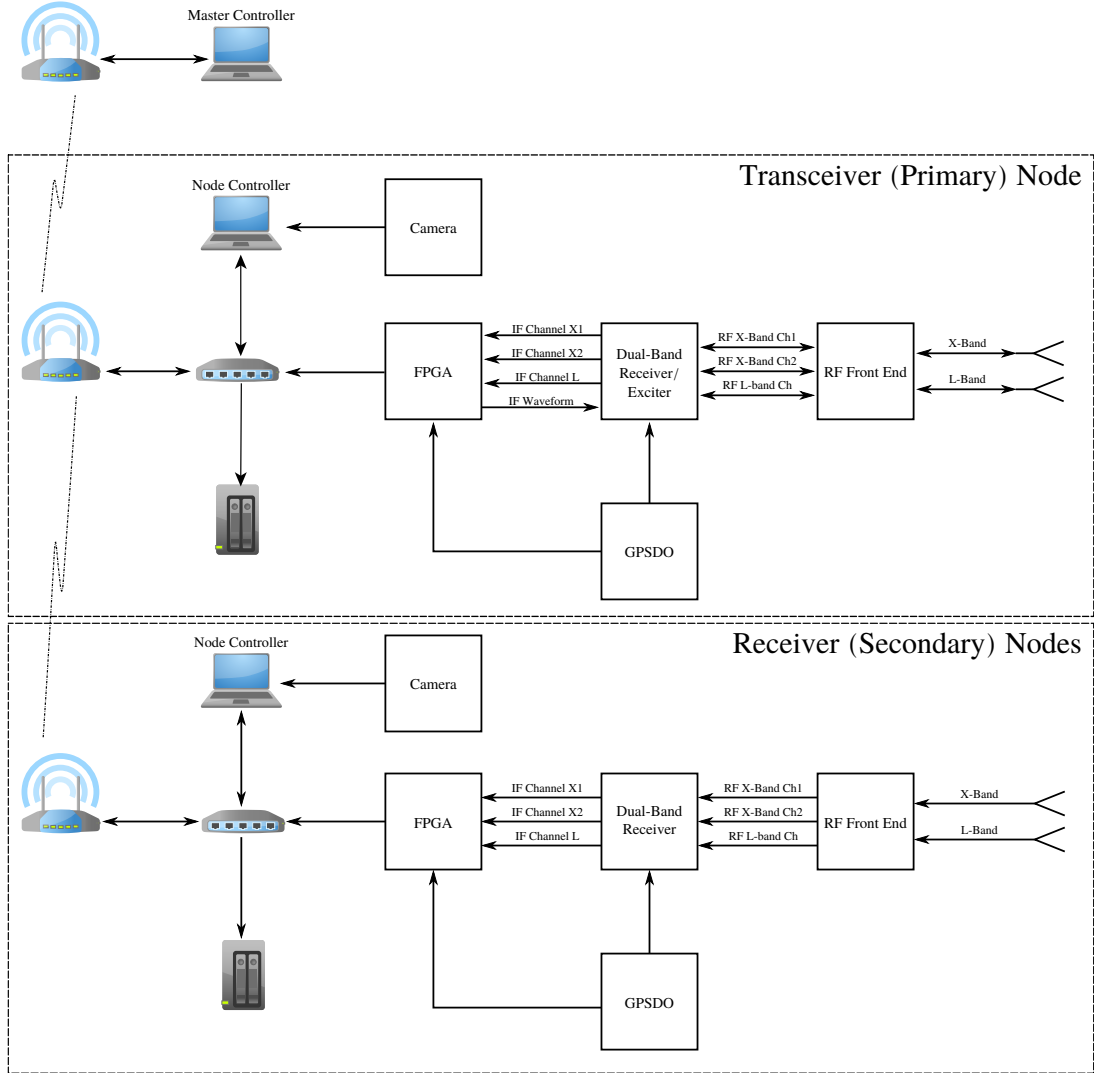 Master Controller
Transceiver (Primary) Node
Node Controller
Camera
IF Channel X1
IF Channel X2
IF Channel L
IF Waveform
FPGA
Dual-Band
Receiver/
Exciter
RF X-Band Ch1
RF X-Band Ch2
RF L-band Ch
RF Front End
X-Band
L-Band
GPSDO
Receiver (Secondary) Nodes
Node Controller
Camera
IF Channel X1
IF Channel X2
IF Channel L
FPGA
Dual-Band
Receiver
RF X-Band Ch1
RF X-Band Ch2
RF L-band Ch
RF Front End
X-Band
L-Band
GPSDO